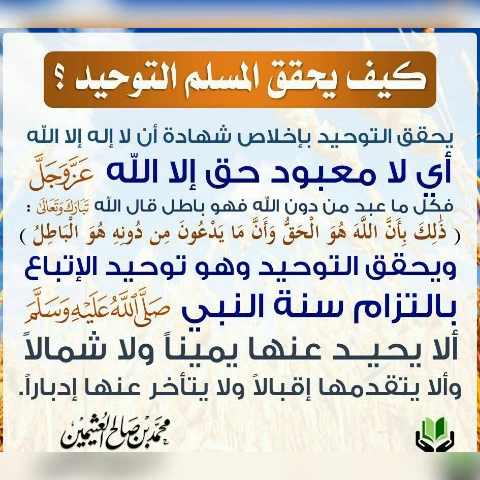 كيف يحقق المسلم التوحيد ؟
يحقق التوحيد بإخلاص شهادة أن لا إله إلا الله
أي لا معبود حق إلا الله عَزَّوَجَلَّ
فكل ما عبد من دون الله فهو باطل قال الله تَبَارَكَ وَتَعَالَى :
( ذَٰلِكَ بِأَنَّ اللَّهَ هُوَ الْحَقُّ وَأَنَّ مَا يَدْعُونَ مِن دُونِهِ هُوَ الْبَاطِلُ )
ويحقق التوحيد وهو توحيد الإتباع
بالتزام سنة النبي صَلَّى اللَّهُ عَلَيْهِ وَسَلَّمَ
ألا يحيـد عنها يميناً ولا شمالاً
وألا يتقدمها إقبالاً ولا يتأخر عنها إدباراً.
محمد بن صالح العثيمين